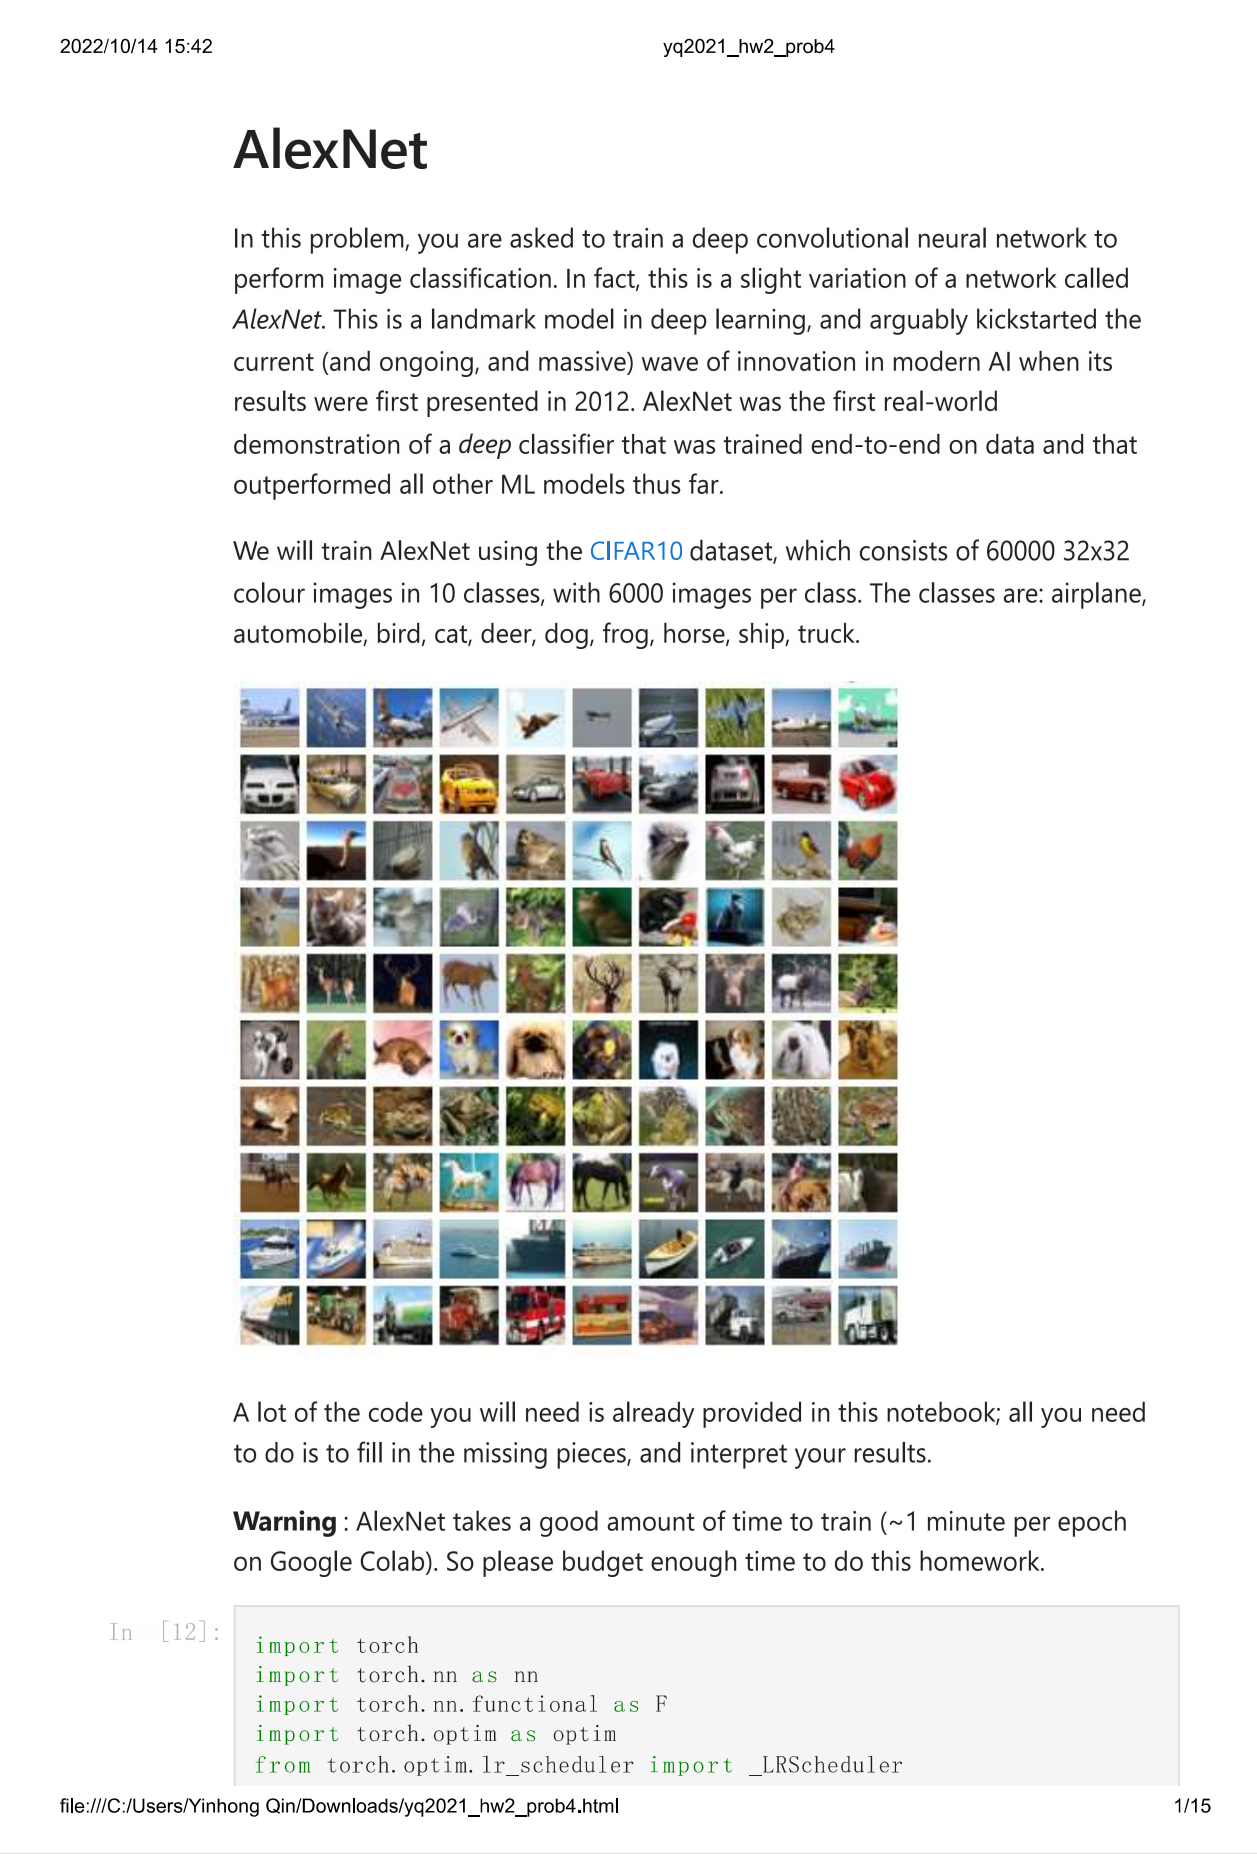 2022/10/14 15:42
yq2021_hw2_prob4
AlexNet
In this problem, you are asked to train a deep convolutional neural network to
perform image classification. In fact, this is a slight variation of a network called
AlexNet. This is a landmark model in deep learning, and arguably kickstarted the
current (and ongoing, and massive) wave of innovation in modern AI when its
results were first presented in 2012. AlexNet was the first real-world
demonstration of a deep classifier that was trained end-to-end on data and that
outperformed all other ML models thus far.
We will train AlexNet using the CIFAR10 dataset, which consists of 60000 32x32
colour images in 10 classes, with 6000 images per class. The classes are: airplane,
automobile, bird, cat, deer, dog, frog, horse, ship, truck.
A lot of the code you will need is already provided in this notebook; all you need
to do is to fill in the missing pieces, and interpret your results.
Warning : AlexNet takes a good amount of time to train (~1 minute per epoch
on Google Colab). So please budget enough time to do this homework.
In [12]:
import torch
import torch.nn as nn
import torch.nn.functional as F
import torch.optim as optim
from torch.optim.lr_scheduler import _LRScheduler
file:///C:/Users/Yinhong Qin/Downloads/yq2021_hw2_prob4.html
1/15